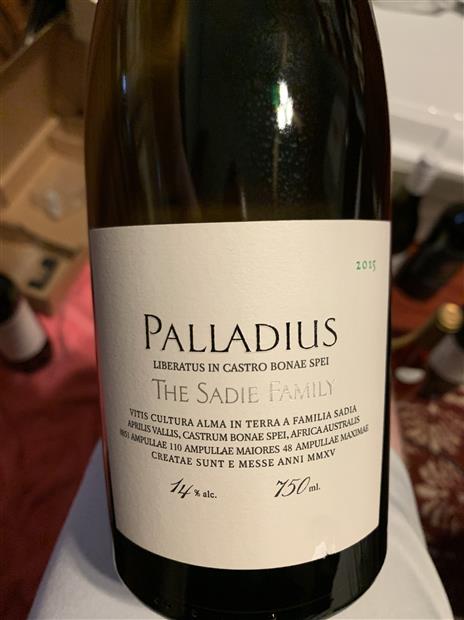 2015
PALLADIUS
LIBERATUS IN CASTRO BONAE SPEI
THE SADIE FAMILY
VITIS CULTURA ALMA IN TERRA A FAMILIA SADIA
APRILIS VALLIS, CASTRUM BONAE SPEI, AFRICA AUSTRALIS
AMPULLAE 110 AMPULLAE MAIORES 48 AMPULLAE MAXIMAE
CREATAE SUNT E MESSE ANNI MMXV
14 % alc. 750 ml.